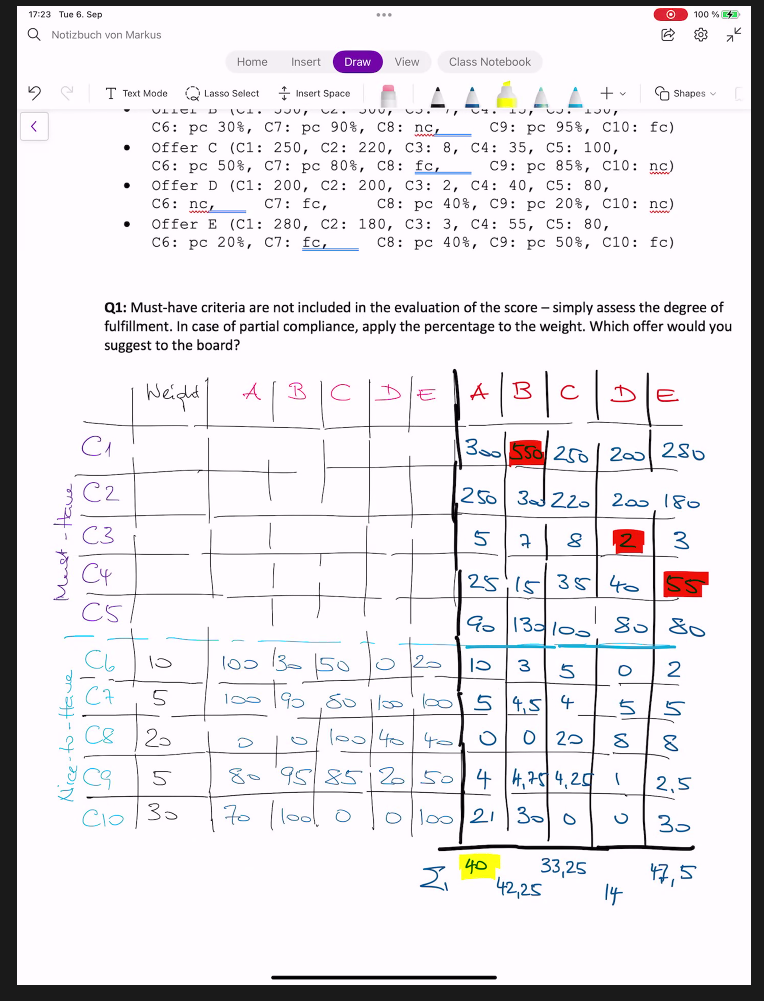 17:23 Tue 6. Sep
100 %
Notizbuch von Markus
Home Insert Draw View Class Notebook
Text Mode Lasso Select Insert Space Shapes
C6: pc 30%, C7: pc 90%, C8: nc, C9: pc 95%, C10: fc)
• Offer C (C1: 250, C2: 220, C3: 8, C4: 35, C5: 100,
C6: pc 50%, C7: pc 80%, C8: fc, C9: pc 85%, C10: nc)
• Offer D (C1: 200, C2: 200, C3: 2, C4: 40, C5: 80,
C6: nc, C7: fc, C8: pc 40%, C9: pc 20%, C10: nc)
• Offer E (C1: 280, C2: 180, C3: 3, C4: 55, C5: 80,
C6: pc 20%, C7: fc, C8: pc 40%, C9: pc 50%, C10: fc)
Q1: Must-have criteria are not included in the evaluation of the score – simply assess the degree of
fulfillment. In case of partial compliance, apply the percentage to the weight. Which offer would you
suggest to the board?
Weight A B C D E A B C D E
Must-Have
C1 300 550 250 200 280
C2 250 300 220 200 180
C3 5 7 8 2 3
C4 25 15 35 40 55
C5 90 130 100 80 80
Nice-to-Have
C6 10 100 30 50 0 20 10 3 5 0 2
C7 5 100 90 80 100 100 5 4,5 4 5 5
C8 20 0 0 100 40 40 0 0 20 8 8
C9 5 80 95 85 20 50 4 4,75 4,25 1 2,5
C10 30 70 100 0 0 100 21 30 0 0 30
Σ 40 42,25 33,25 14 47,5